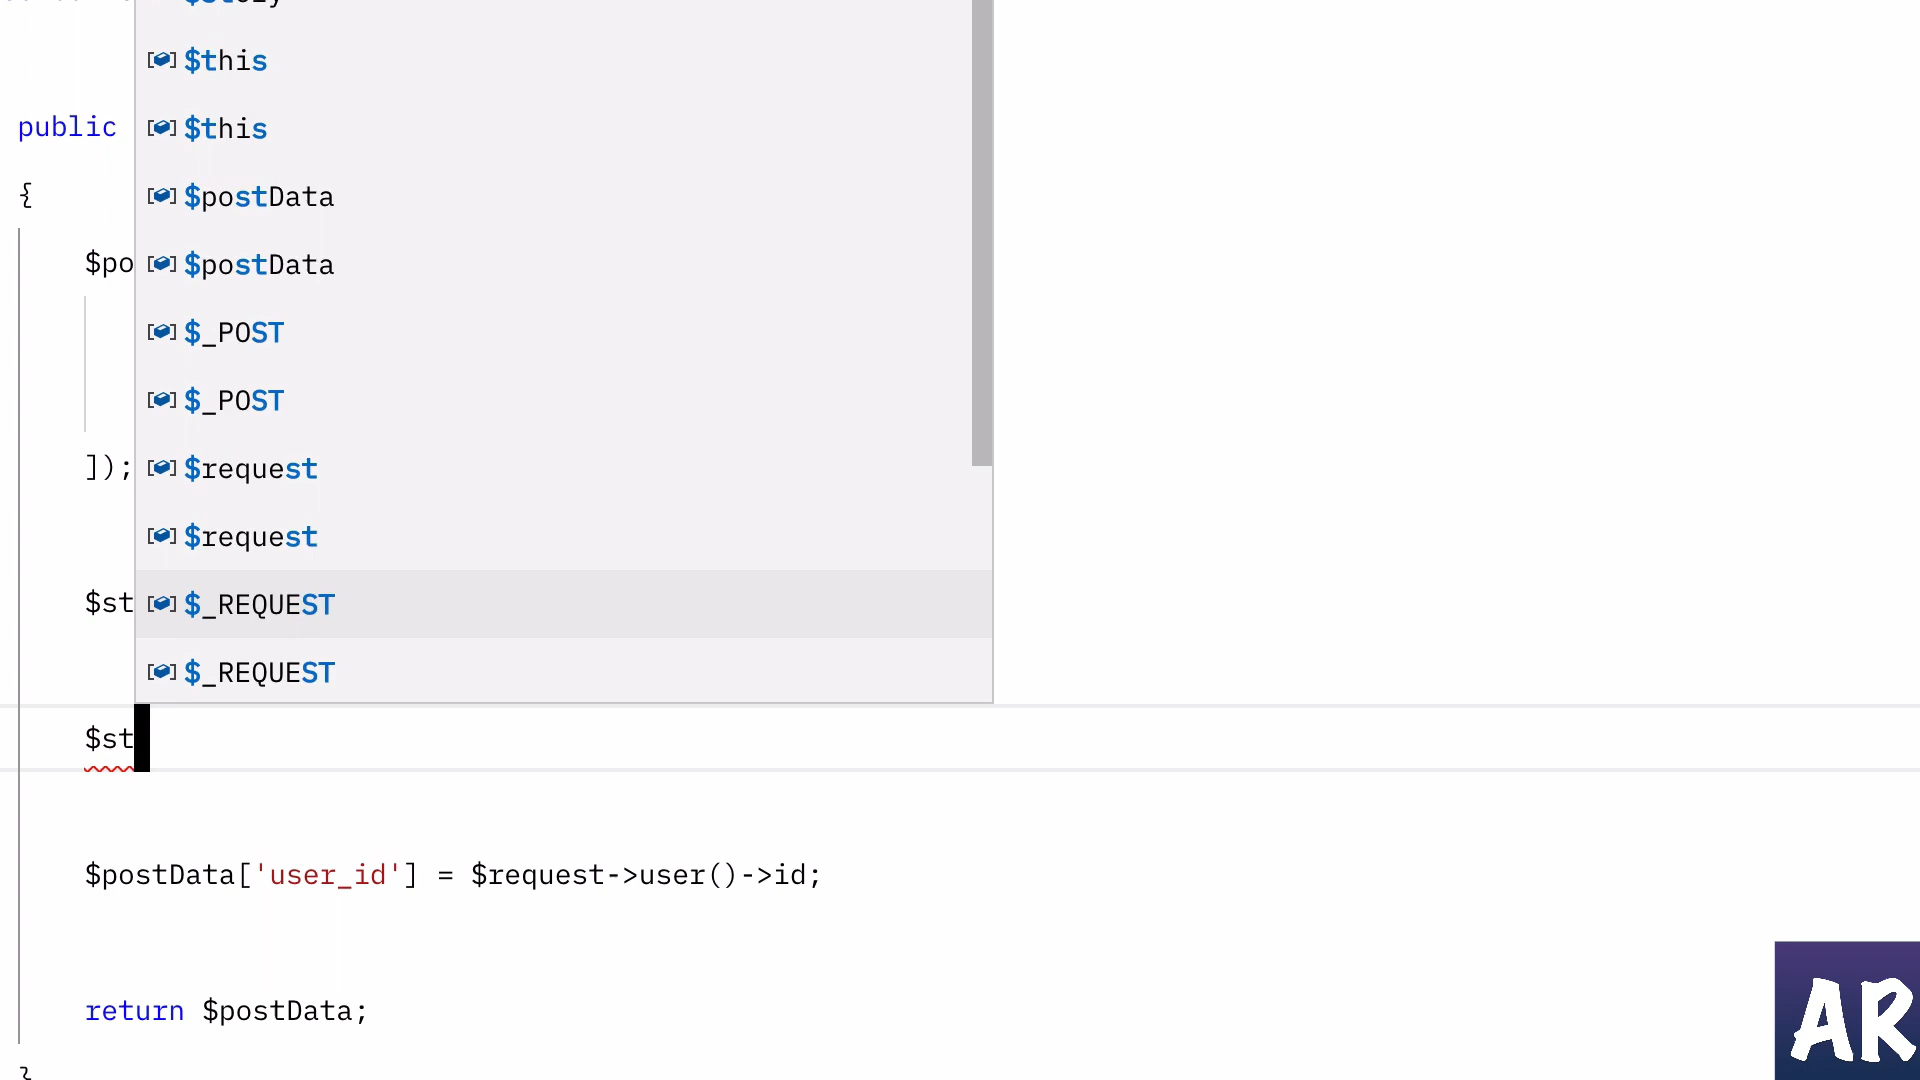 $this
public $this
{ $postData
$po $postData
$_POST
$_POST
]); $request
$request
$st $_REQUEST
$_REQUEST
$st
$postData['user_id'] = $request->user()->id;
return $postData;
}
AR